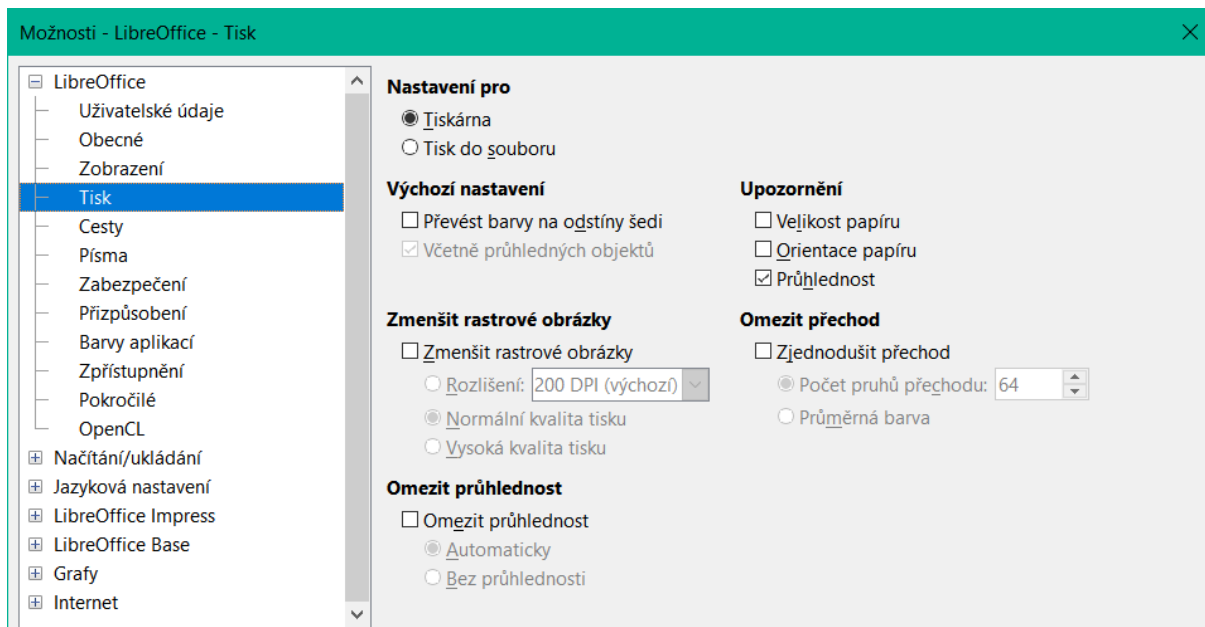 Možnosti - LibreOffice - Tisk
LibreOffice
Uživatelské údaje
Obecné
Zobrazení
Tisk
Cesty
Písma
Zabezpečení
Přizpůsobení
Barvy aplikací
Zpřístupnění
Pokročilé
OpenCL
Načítání/ukládání
Jazyková nastavení
LibreOffice Impress
LibreOffice Base
Grafy
Internet
Nastavení pro
Tiskárna
Tisk do souboru
Výchozí nastavení
Převést barvy na odstíny šedi
Včetně průhledných objektů
Upozornění
Velikost papíru
Orientace papíru
Průhlednost
Zmenšit rastrové obrázky
Zmenšit rastrové obrázky
Rozlišení: 200 DPI (výchozí)
Normální kvalita tisku
Vysoká kvalita tisku
Omezit přechod
Zjednodušit přechod
Počet pruhů přechodu: 64
Průměrná barva
Omezit průhlednost
Omezit průhlednost
Automaticky
Bez průhlednosti